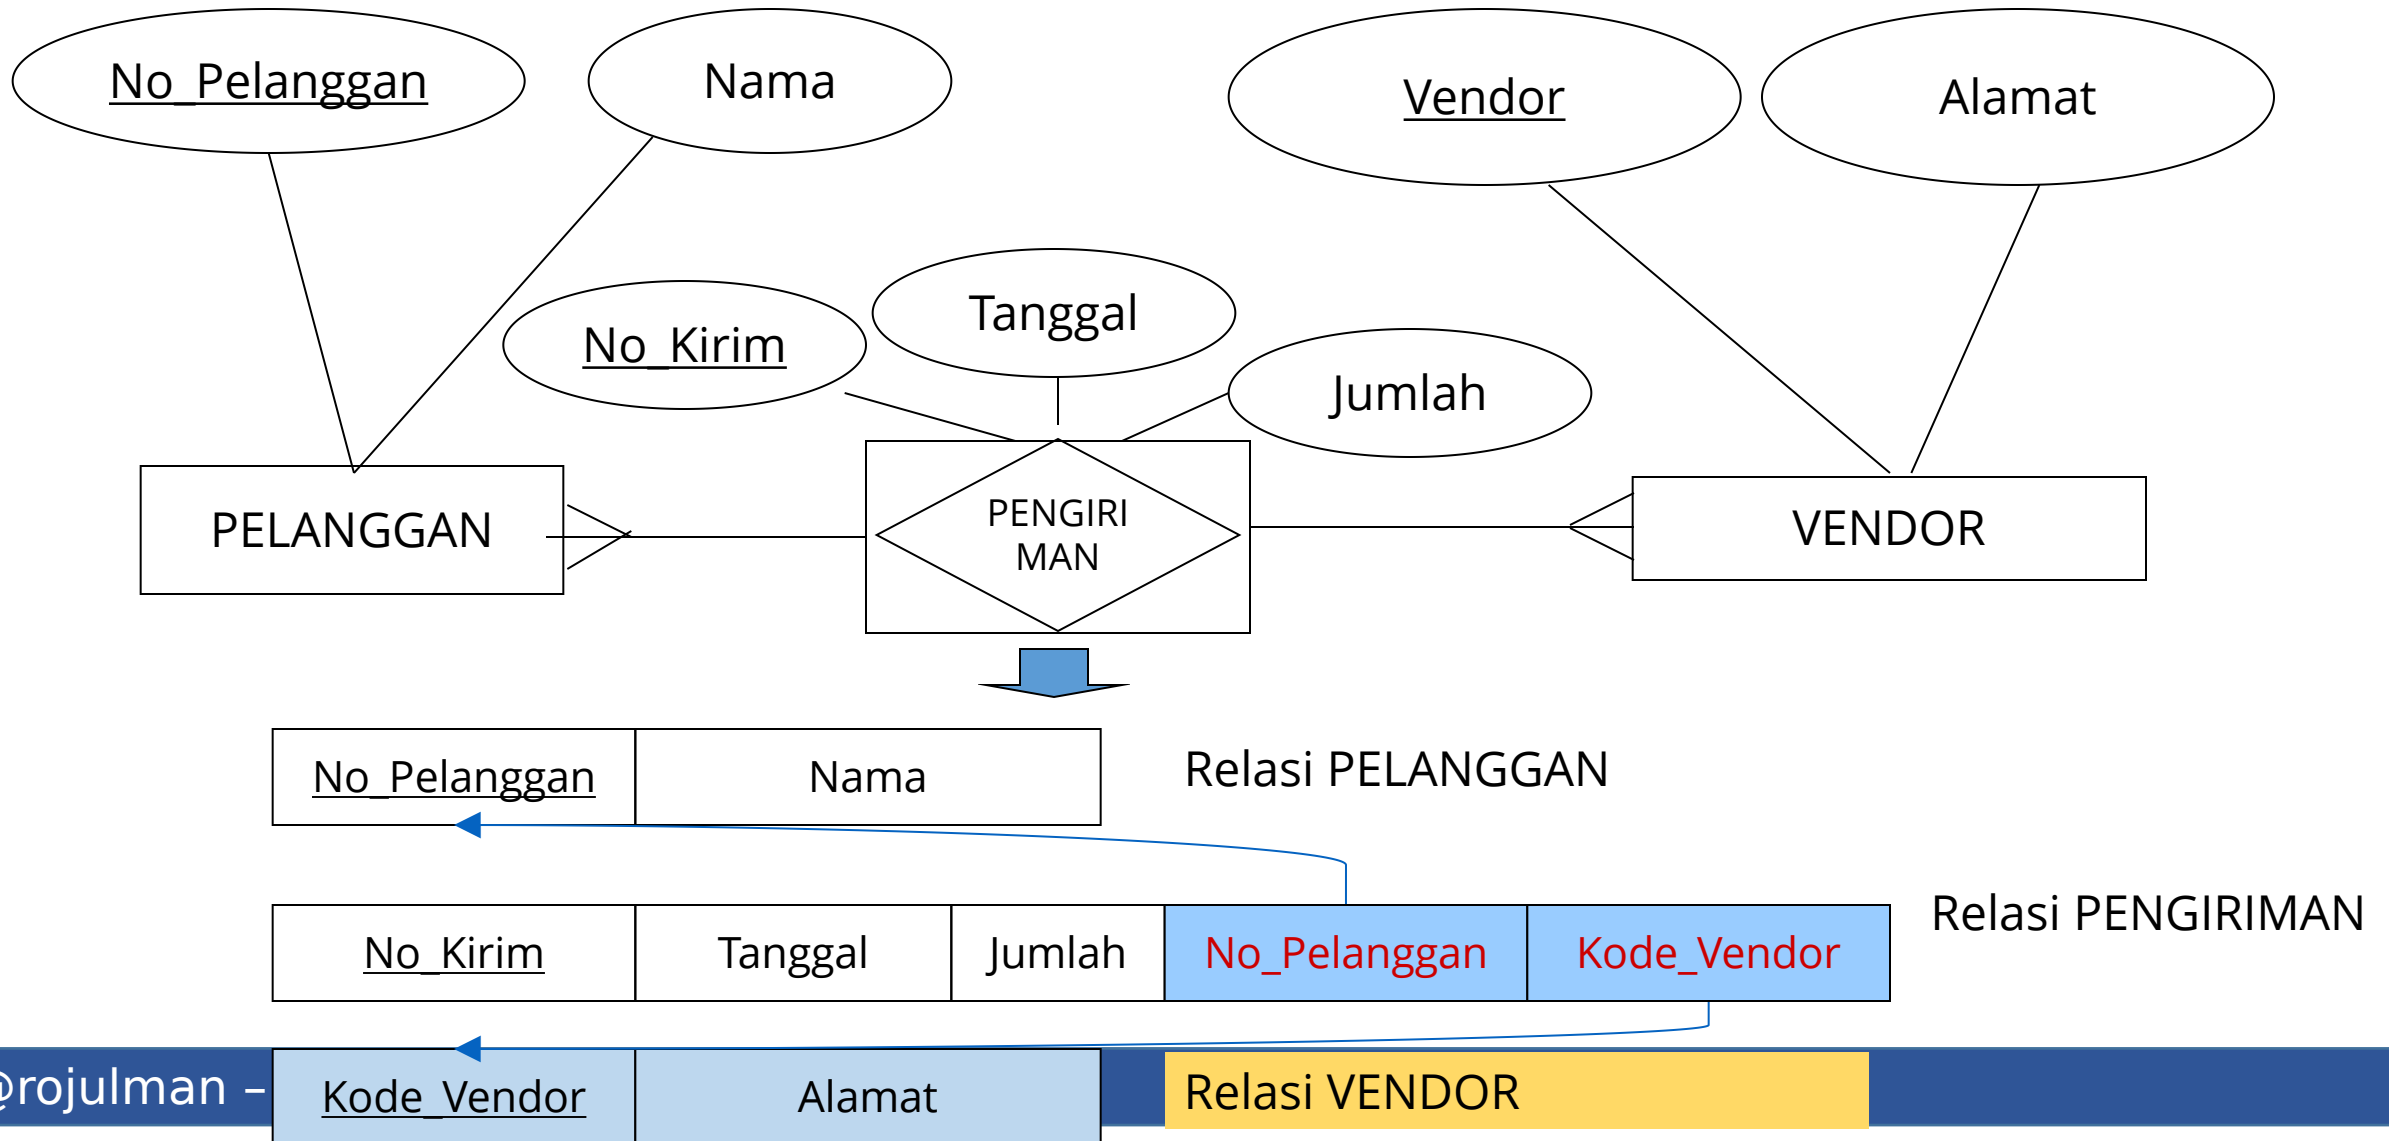 No_Pelanggan
Nama
Vendor
Alamat
No_Kirim
Tanggal
Jumlah
PELANGGAN
PENGIRI
MAN
VENDOR
No_Pelanggan
Nama
Relasi PELANGGAN
No_Kirim
Tanggal
Jumlah
No_Pelanggan
Kode_Vendor
Relasi PENGIRIMAN
@rojulman –
Kode_Vendor
Alamat
Relasi VENDOR